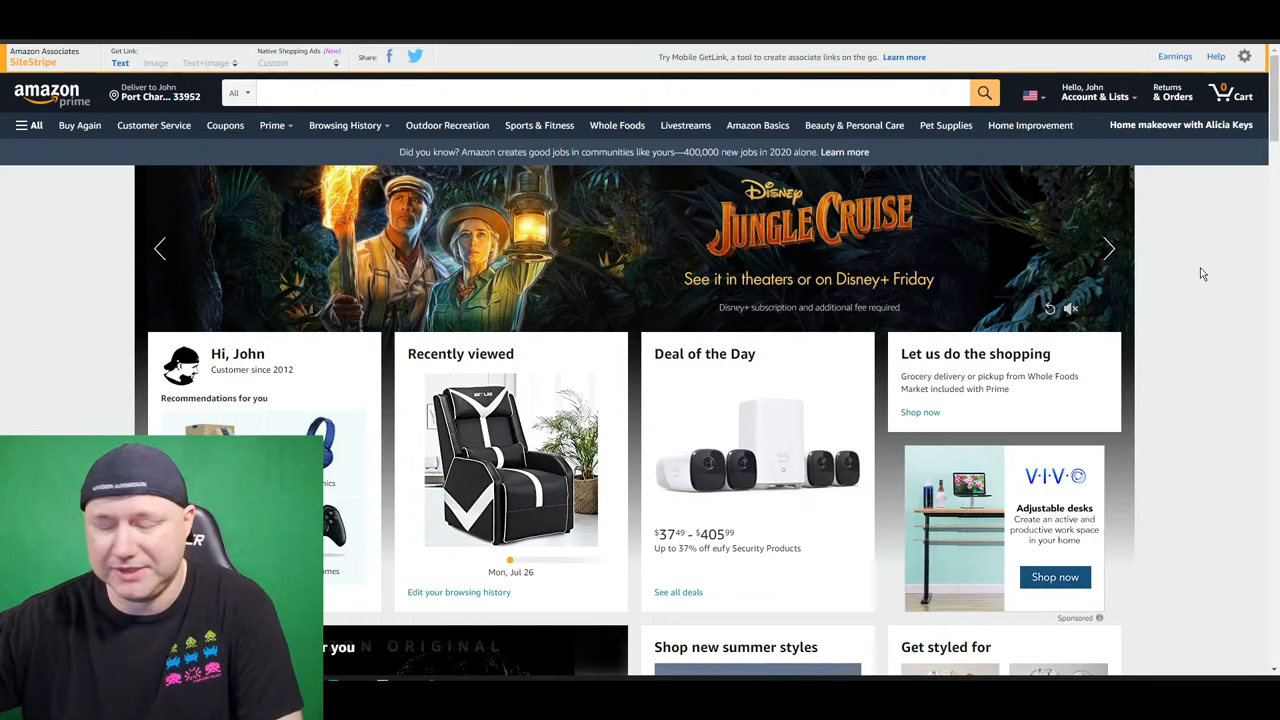 Amazon Associates
SiteStripe
Get Link:
Text Image Text+Image
Native Shopping Ads (New)
Custom
Share:
Try Mobile GetLink, a tool to create associate links on the go. Learn more
Earnings Help
amazon
prime
Deliver to John
Port Char... 33952
All
Hello, John
Account & Lists
Returns
& Orders
0
Cart
All Buy Again Customer Service Coupons Prime Browsing History Outdoor Recreation Sports & Fitness Whole Foods Livestreams Amazon Basics Beauty & Personal Care Pet Supplies Home Improvement Home makeover with Alicia Keys
Did you know? Amazon creates good jobs in communities like yours—400,000 new jobs in 2020 alone. Learn more
Disney
JUNGLE CRUISE
See it in theaters or on Disney+ Friday
Disney+ subscription and additional fee required
Hi, John
Customer since 2012
Recommendations for you
Recently viewed
Mon, Jul 26
Edit your browsing history
Deal of the Day
$3749 - $40599
Up to 37% off eufy Security Products
See all deals
Let us do the shopping
Grocery delivery or pickup from Whole Foods
Market included with Prime
Shop now
VIVO
Adjustable desks
Create an active and
productive work space
in your home
Shop now
Sponsored
r you
N ORIGINAL
Shop new summer styles
Get styled for